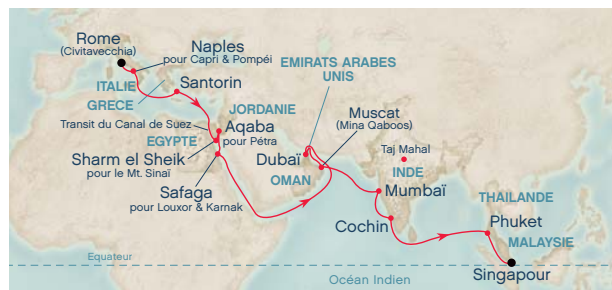 Rome
(Civitavecchia)
Naples
pour Capri & Pompéi
ITALIE
GRECE
Santorin
Transit du Canal de Suez
JORDANIE
Aqaba
pour Pétra
EGYPTE
Sharm el Sheik
pour le Mt. Sinaï
Safaga
pour Louxor & Karnak
EMIRATS ARABES
UNIS
Muscat
(Mina Qaboos)
Dubaï
OMAN
Taj Mahal
INDE
Mumbaï
Cochin
THAILANDE
Phuket
MALAYSIE
Equateur
Singapour
Océan Indien